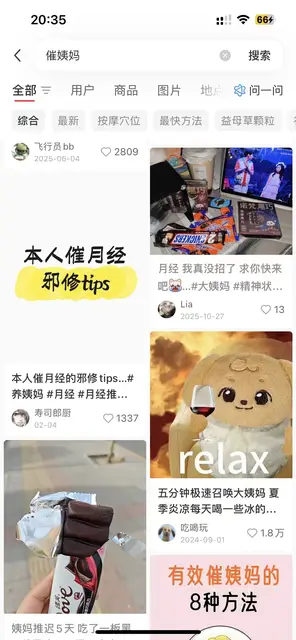 20:35
66
催姨妈
搜索
全部
用户
商品
图片
问一问
综合
最新
按摩穴位
最快方法
益母草颗粒
飞行员bb
2025-06-04
2809
本人催月经
邪修tips
本人催月经的邪修tips...#
养姨妈 #月经 #月经推...
寿司郎厨
02-04
1337
姨妈推迟5天 吃了一板黑
SNICKERS
月经 我真没招了 求你快来
吧...#大姨妈 #精神状...
Lia
2025-10-27
13
relax
五分钟极速召唤大姨妈 夏
季炎凉每天喝一些冰的...
吃喝玩
2024-09-01
1.8万
有效催姨妈的
8种方法